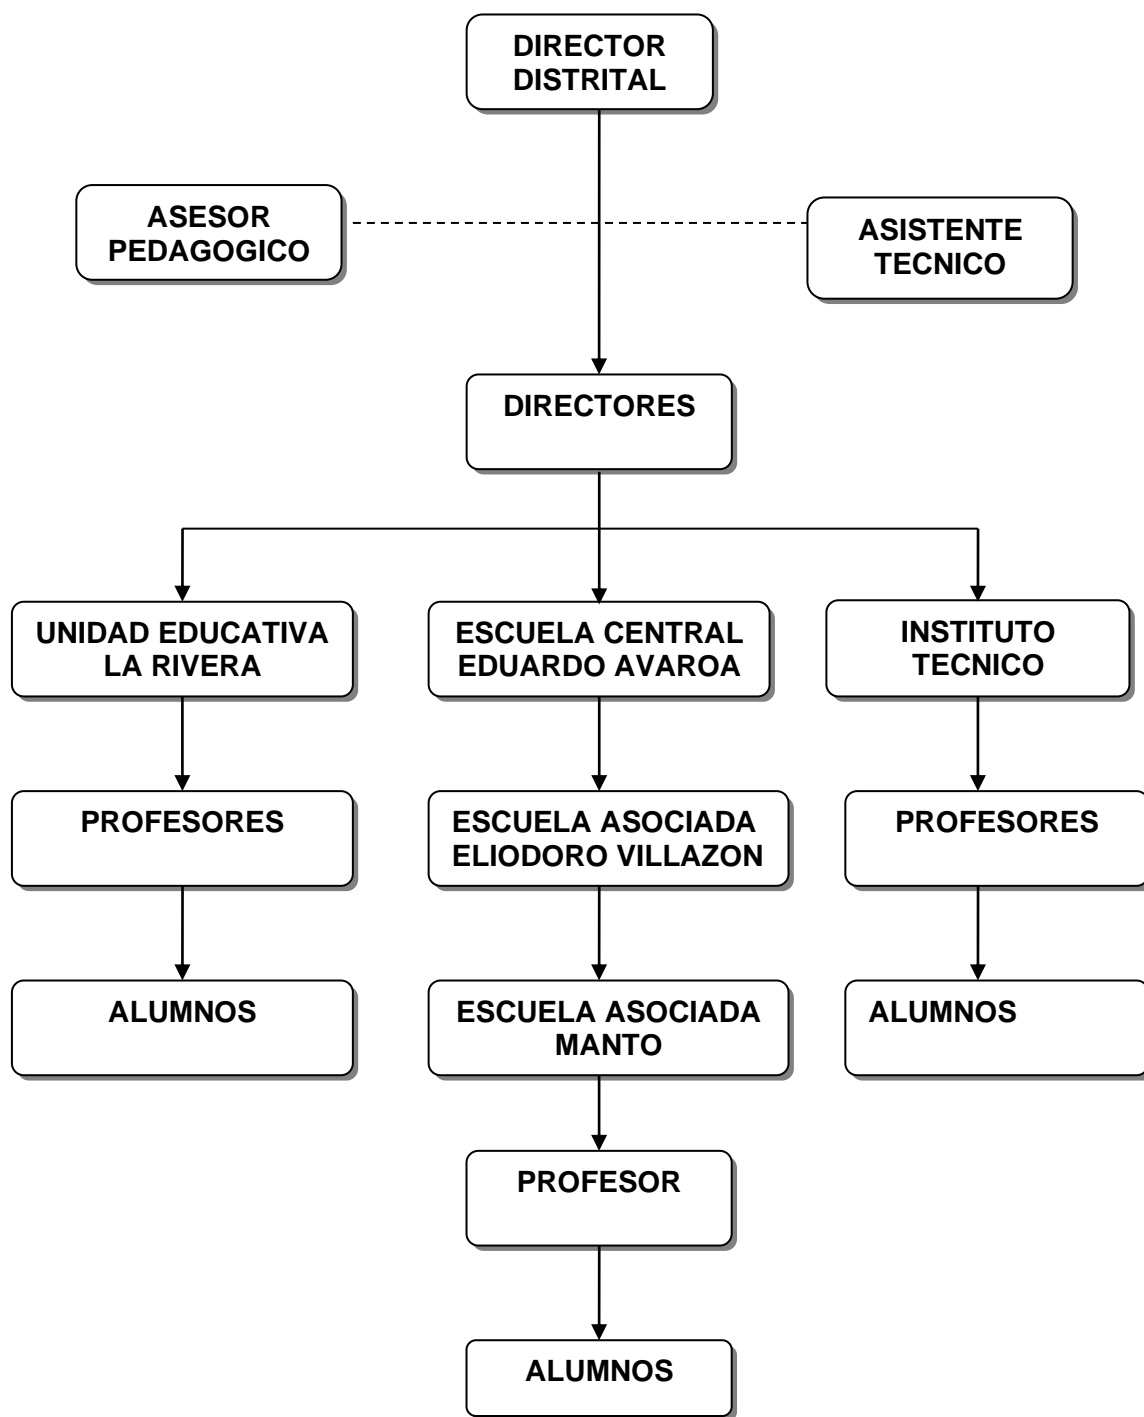 DIRECTOR
DISTRITAL
ASESOR
PEDAGOGICO
ASISTENTE
TECNICO
DIRECTORES
UNIDAD EDUCATIVA
LA RIVERA
ESCUELA CENTRAL
EDUARDO AVAROA
INSTITUTO
TECNICO
PROFESORES
ESCUELA ASOCIADA
ELIODORO VILLAZON
PROFESORES
ALUMNOS
ESCUELA ASOCIADA
MANTO
ALUMNOS
PROFESOR
ALUMNOS